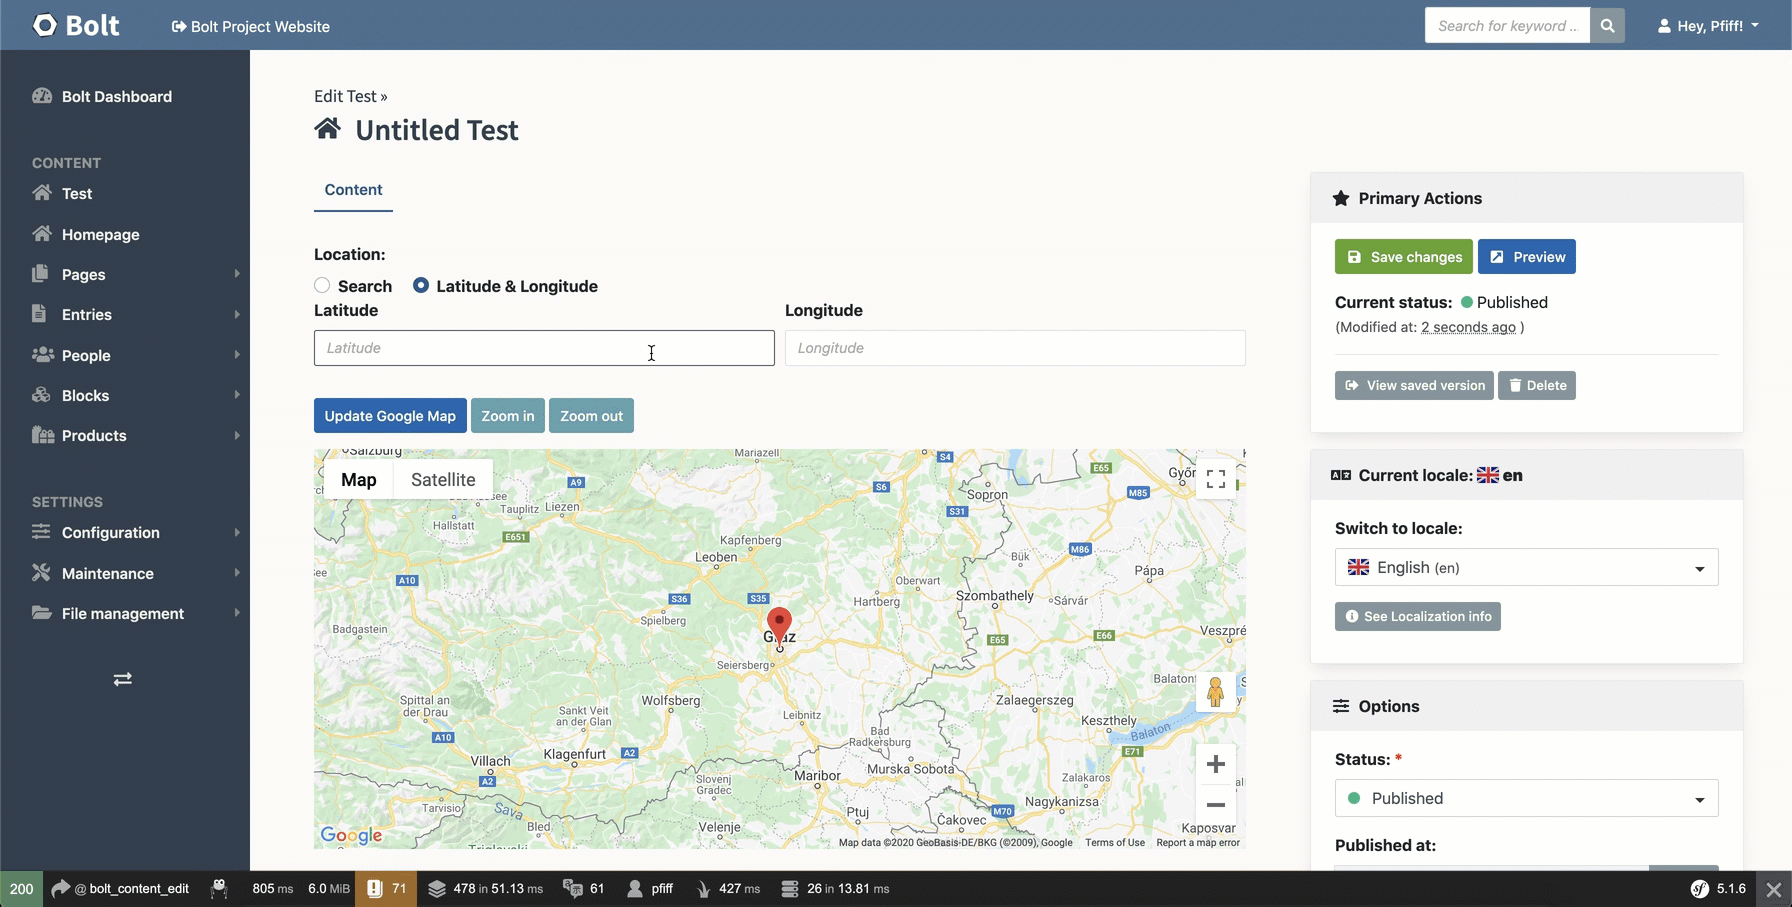 Bolt
Bolt Project Website
Search for keyword ...
Hey, Pfiff!
Bolt Dashboard
CONTENT
Test
Homepage
Pages
Entries
People
Blocks
Products
SETTINGS
Configuration
Maintenance
File management
Edit Test »
Untitled Test
Content
Location:
Search
Latitude & Longitude
Latitude
Longitude
Latitude
Longitude
Update Google Map
Zoom in
Zoom out
Map
Satellite
Salzburg
Mariazell
S4
E65
Győr
A9
S6
Sopron
M85
Tauplitz
Liezen
S31
Hallstatt
E651
Kapfenberg
Leoben
Bük
M86
see
A10
Oberwart
Pápa
S36
S35
Hartberg
Szombathely
Sárvár
Spielberg
Badgastein
Graz
E65
E66
Veszpré
Seiersberg
Balaton
Spittal an
der Drau
Wolfsberg
Sankt Veit
an der Glan
Leibnitz
Zalaegerszeg
Keszthely
A10
Bad
Radkersburg
Balaton
Villach
Klagenfurt
A2
E71
A2
Slovenj
Gradec
Maribor
Murska Sobota
Zalakaros
Tarvisio
Sava
Bled
Velenje
Ptuj
Čakovec
M70
Nagykanizsa
Kaposvar
Google
Map data ©2020 GeoBasis-DE/BKG (©2009), Google
Terms of Use
Report a map error
Primary Actions
Save changes
Preview
Current status: Published
(Modified at: 2 seconds ago )
View saved version
Delete
Current locale: en
Switch to locale:
English (en)
See Localization info
Options
Status: *
Published
Published at:
200
@ bolt_content_edit
805 ms
6.0 MiB
71
478 in 51.13 ms
61
pfiff
427 ms
26 in 13.81 ms
sf
5.1.6